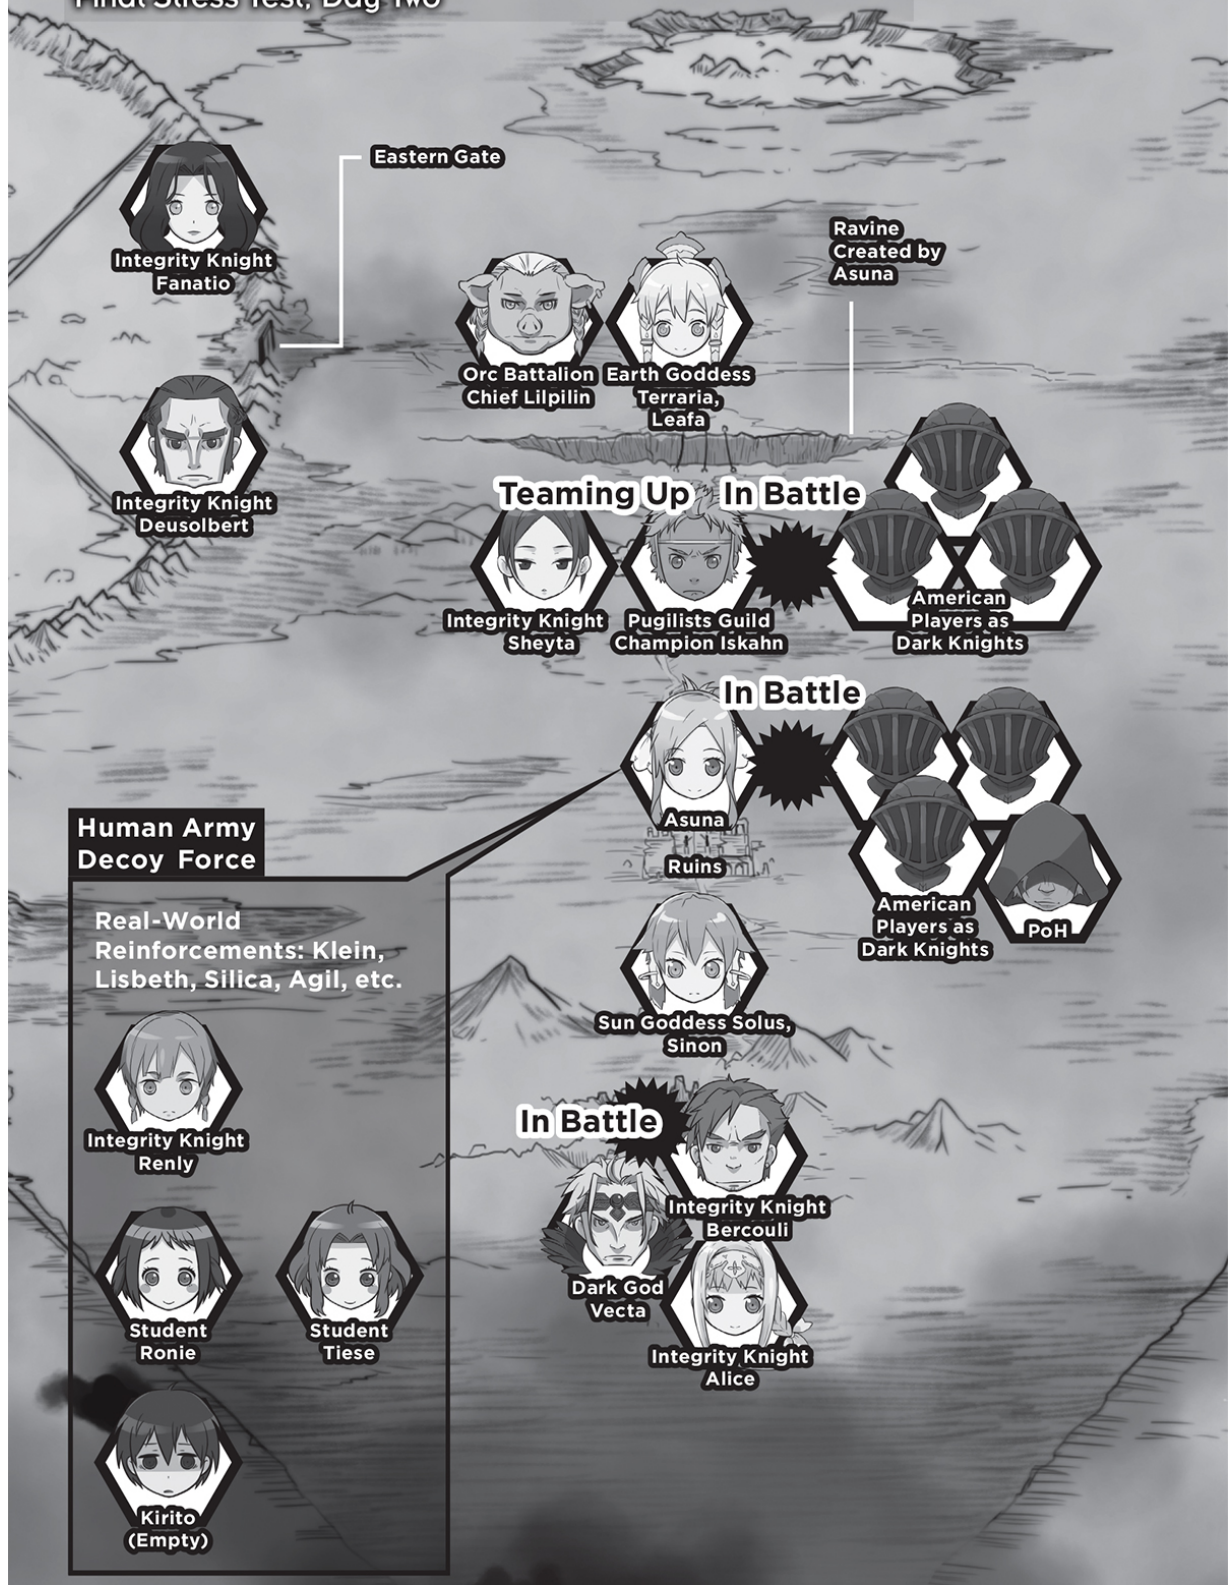 Final Stress Test, Day Two
Eastern Gate
Integrity Knight
Fanatio
Ravine
Created by
Asuna
Orc Battalion
Chief Lilpilin
Earth Goddess
Terraria,
Leafa
Integrity Knight
Deusolbert
Teaming Up
In Battle
Integrity Knight
Sheyta
Pugilists Guild
Champion Iskahn
American
Players as
Dark Knights
In Battle
Asuna
Ruins
American
Players as
Dark Knights
PoH
Human Army
Decoy Force
Real-World
Reinforcements: Klein,
Lisbeth, Silica, Agil, etc.
Sun Goddess Solus,
Sinon
Integrity Knight
Renly
In Battle
Integrity Knight
Bercouli
Dark God
Vecta
Integrity Knight
Alice
Student
Ronie
Student
Tiese
Kirito
(Empty)